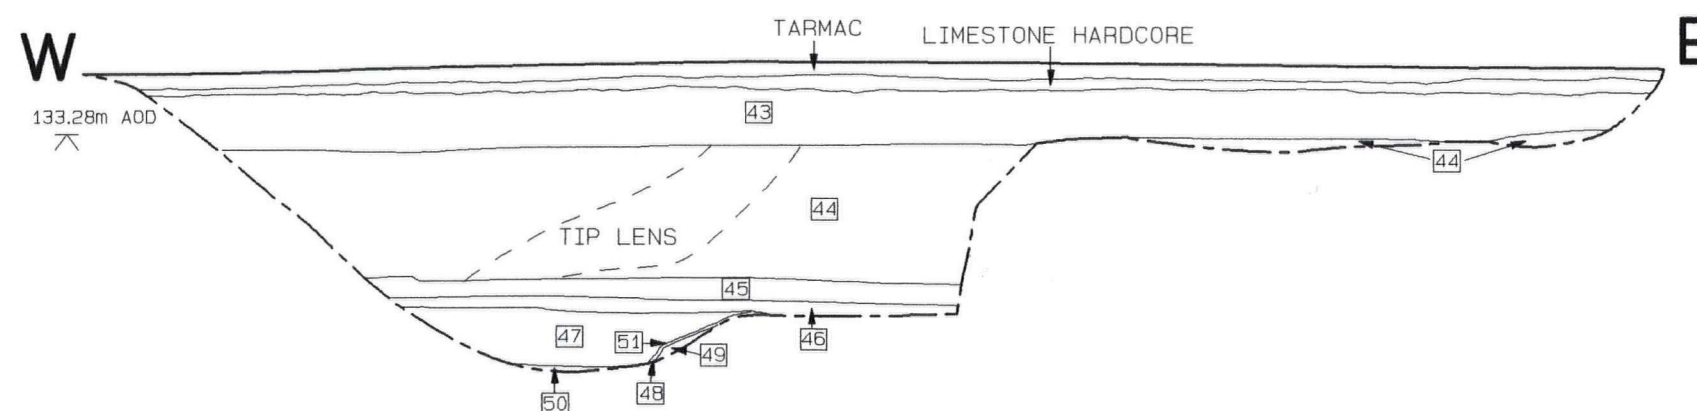 W
TARMAC
LIMESTONE HARDCORE
E
133.28m AOD
43
44
44
TIP LENS
45
47
51
49
46
48
50